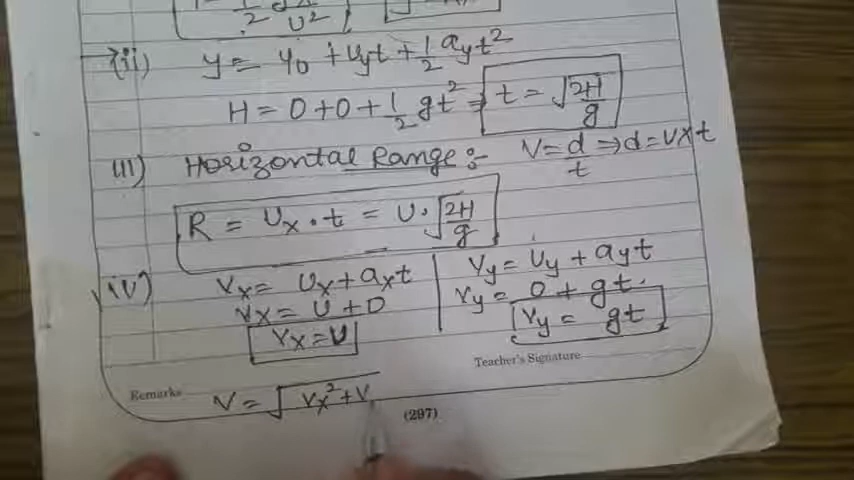 (ii) y = y₀ + uyt + 1/2 ayt²
H = 0 + 0 + 1/2 gt² ⇒ t = √(2H/g)
(iii) Horizontal Range :- V = d/t ⇒ d = V × t
R = Ux · t = U · √(2H/g)
(iv) Vx = Ux + axt
Vx = U + 0
Vx = U
Vy = Uy + ayt
Vy = 0 + gt
Vy = gt
Teacher's Signature
Remarks
V = √(Vx² + V
(297)